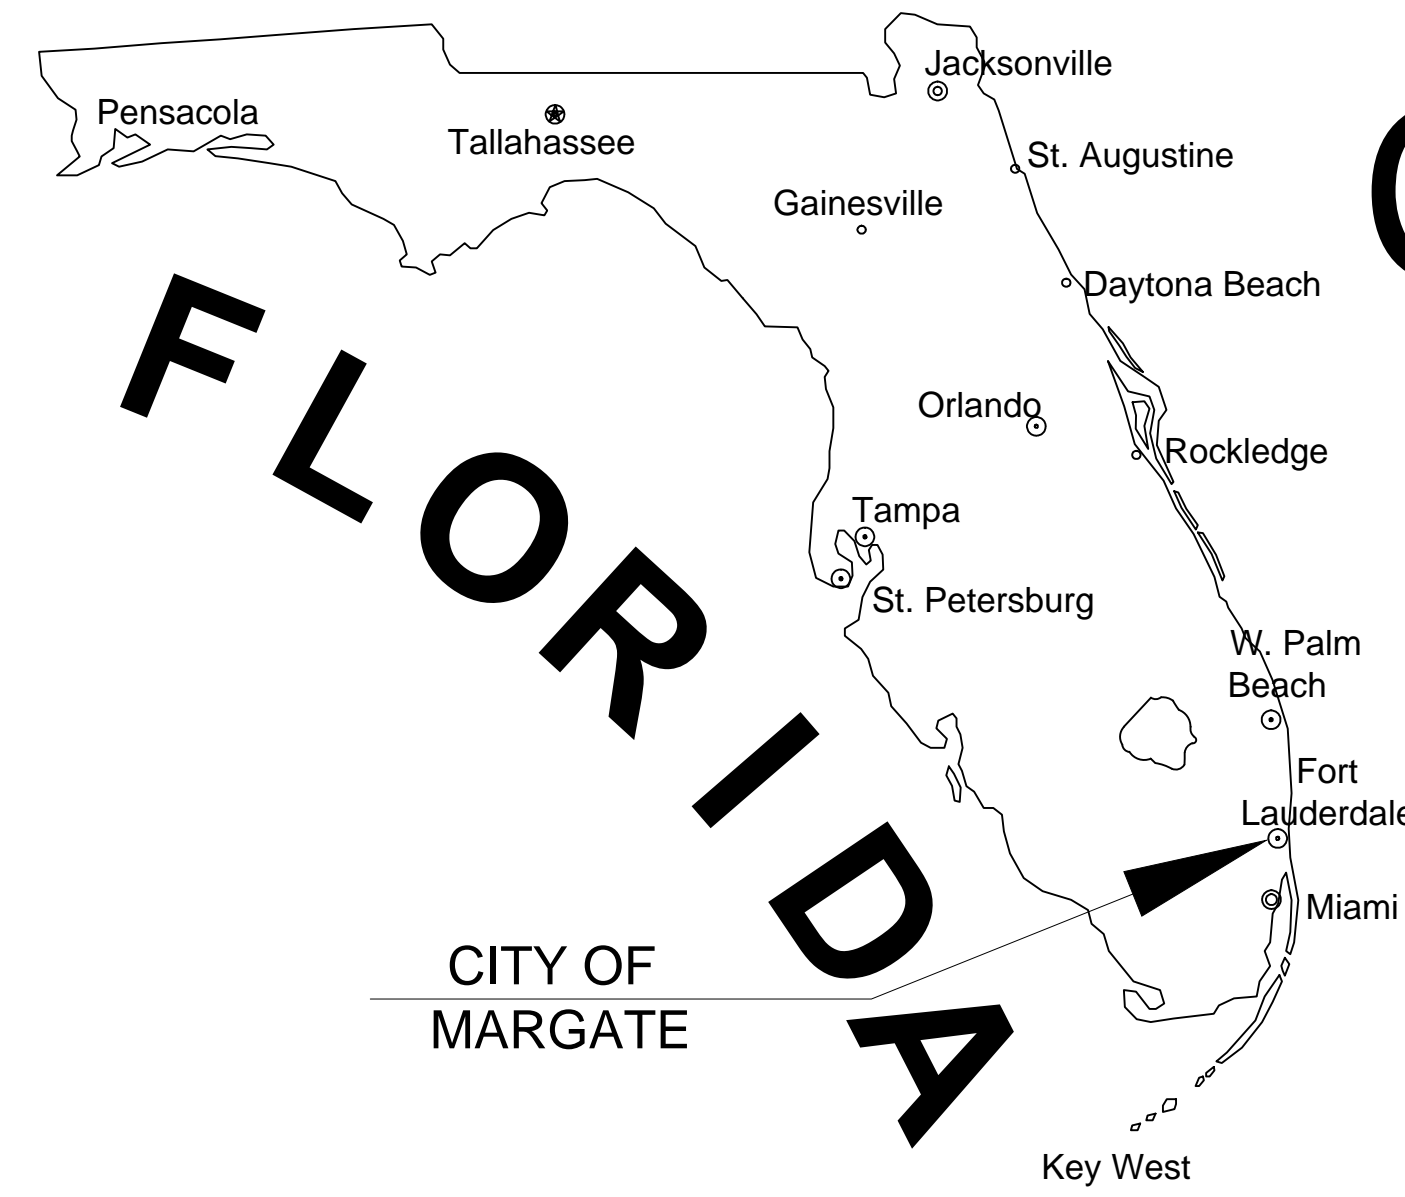 Jacksonville
Pensacola
Tallahassee
St. Augustine
Gainesville
Daytona Beach
FLORIDA
Orlando
Rockledge
Tampa
St. Petersburg
W. Palm
Beach
Fort
Lauderdale
Miami
CITY OF
MARGATE
Key West